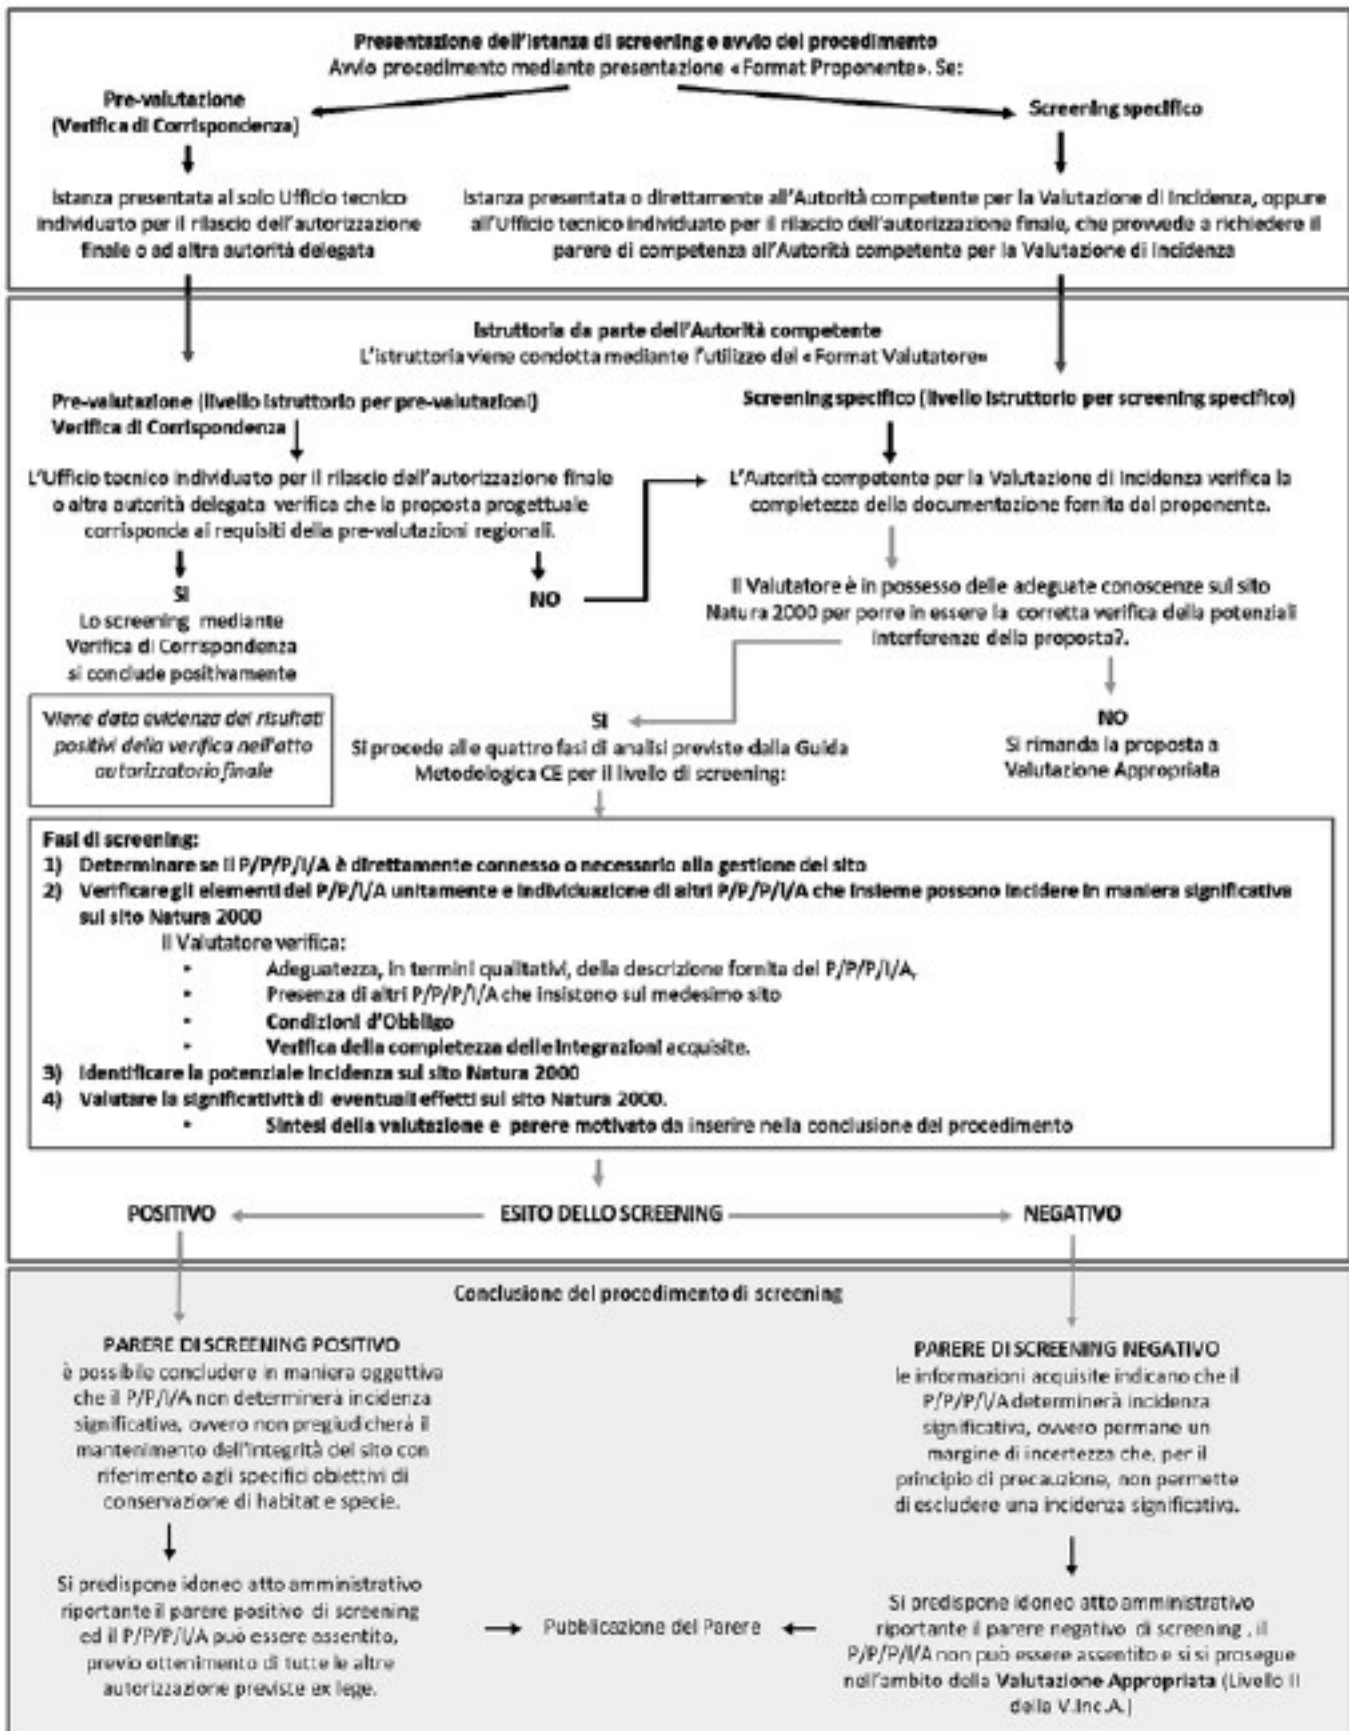 Presentazione dell'istanza di screening e avvio del procedimento
Avvio procedimento mediante presentazione «Format Proponente». Se:
Pre-valutazione
(Verifica di Corrispondenza)
Screening specifico
Istanza presentata al solo Ufficio tecnico
individuato per il rilascio dell'autorizzazione
finale o ad altra autorità delegata
Istanza presentata o direttamente all'Autorità competente per la Valutazione di Incidenza, oppure
all'Ufficio tecnico individuato per il rilascio dell'autorizzazione finale, che provvede a richiedere il
parere di competenza all'Autorità competente per la Valutazione di Incidenza
Istruttoria da parte dell'Autorità competente
L'istruttoria viene condotta mediante l'utilizzo del «Format Valutatore»
Pre-valutazione (livello istruttorio per pre-valutazioni)
Verifica di Corrispondenza
L'Ufficio tecnico individuato per il rilascio dell'autorizzazione finale
o altra autorità delegata verifica che la proposta progettuale
corrisponda ai requisiti della pre-valutazioni regionali.
SI
Lo screening mediante
Verifica di Corrispondenza
si conclude positivamente
NO
Viene data evidenza dei risultati
positivi della verifica nell'atto
autorizzatorio finale
Screening specifico (livello istruttorio per screening specifico)
L'Autorità competente per la Valutazione di Incidenza verifica la
completezza della documentazione fornita dal proponente.
Il Valutatore è in possesso delle adeguate conoscenze sul sito
Natura 2000 per porre in essere la corretta verifica della potenziali
interferenze della proposta?.
SI
Si procede alle quattro fasi di analisi previste dalla Guida
Metodologica CE per il livello di screening:
NO
Si rimanda la proposta a
Valutazione Appropriata
Fasi di screening:
1) Determinare se il P/P/P/I/A è direttamente connesso o necessario alla gestione del sito
2) Verificare gli elementi del P/P/I/A unitamente e individuazione di altri P/P/P/I/A che insieme possono incidere in maniera significativa
sul sito Natura 2000
Il Valutatore verifica:
• Adeguatezza, in termini qualitativi, della descrizione fornita del P/P/P/I/A,
• Presenza di altri P/P/P/I/A che insistono sul medesimo sito
• Condizioni d'Obbligo
• Verifica della completezza delle integrazioni acquisite.
3) Identificare la potenziale incidenza sul sito Natura 2000
4) Valutare la significatività di eventuali effetti sul sito Natura 2000.
• Sintesi della valutazione e parere motivato da inserire nella conclusione del procedimento
POSITIVO
ESITO DELLO SCREENING
NEGATIVO
Conclusione del procedimento di screening
PARERE DI SCREENING POSITIVO
è possibile concludere in maniera oggettiva
che il P/P/I/A non determinerà incidenza
significativa, ovvero non pregiudicherà il
mantenimento dell'integrità del sito con
riferimento agli specifici obiettivi di
conservazione di habitat e specie.
Si predispone idoneo atto amministrativo
riportante il parere positivo di screening
ed il P/P/P/I/A può essere assentito,
previo ottenimento di tutte le altre
autorizzazione previste ex lege.
Pubblicazione del Parere
PARERE DI SCREENING NEGATIVO
le informazioni acquisite indicano che il
P/P/P/I/A determinerà incidenza
significativa, ovvero permane un
margine di incertezza che, per il
principio di precauzione, non permette
di escludere una incidenza significativa.
Si predispone idoneo atto amministrativo
riportante il parere negativo di screening , il
P/P/P/I/A non può essere assentito e si si prosegue
nell'ambito della Valutazione Appropriata (Livello II
della V.Inc.A.)